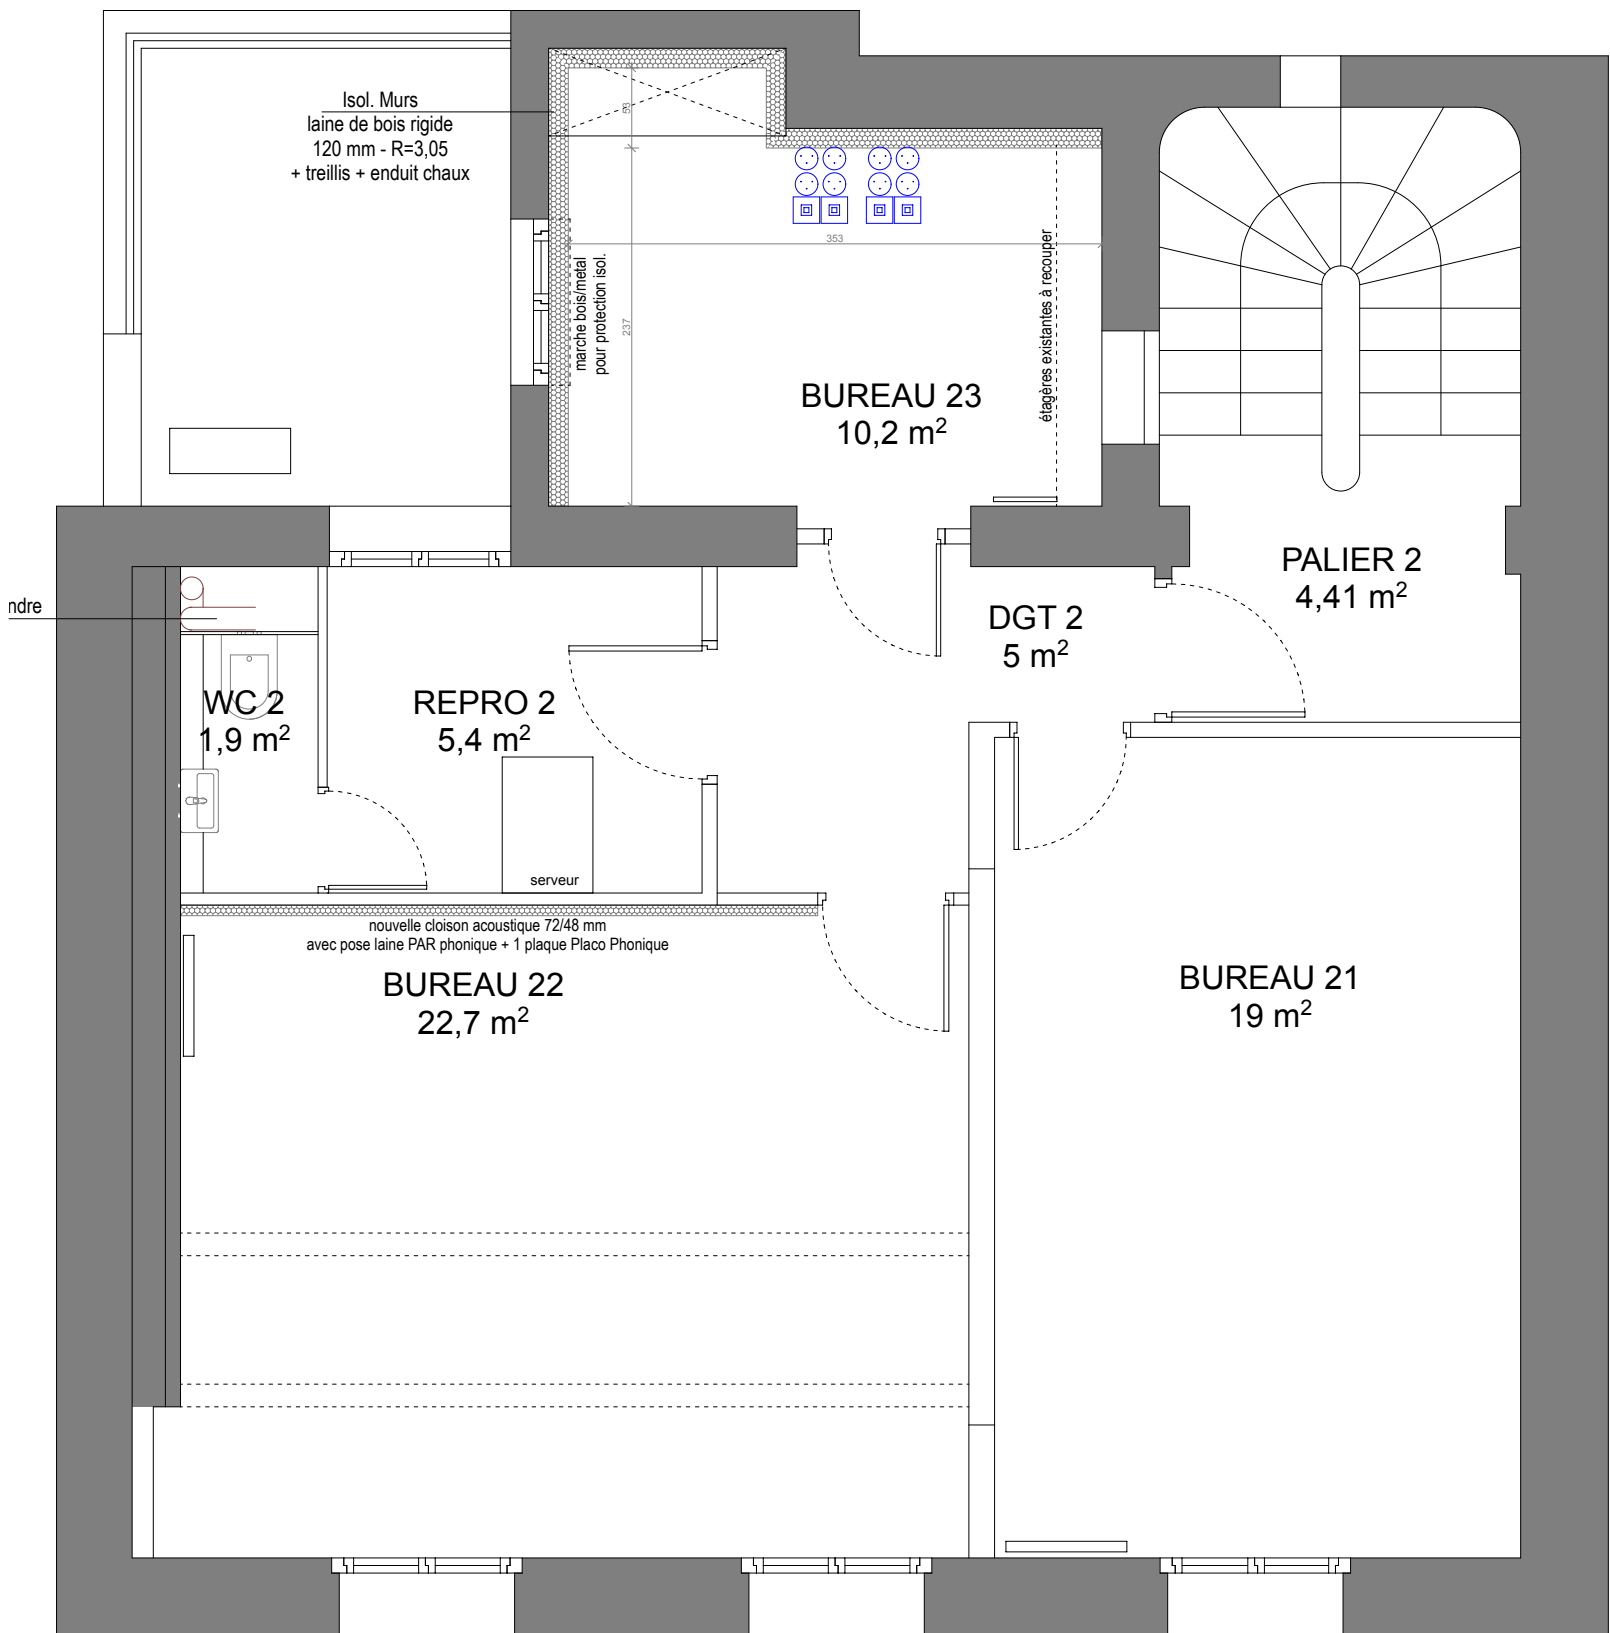 Isol. Murs
laine de bois rigide
120 mm - R=3,05
+ treillis + enduit chaux
53
353
237
marche bois/metal
pour protection isol.
étagères existantes à recouper
BUREAU 23
10,2 m²
PALIER 2
4,41 m²
DGT 2
5 m²
ndre
WC 2
1,9 m²
REPRO 2
5,4 m²
serveur
nouvelle cloison acoustique 72/48 mm
avec pose laine PAR phonique + 1 plaque Placo Phonique
BUREAU 22
22,7 m²
BUREAU 21
19 m²